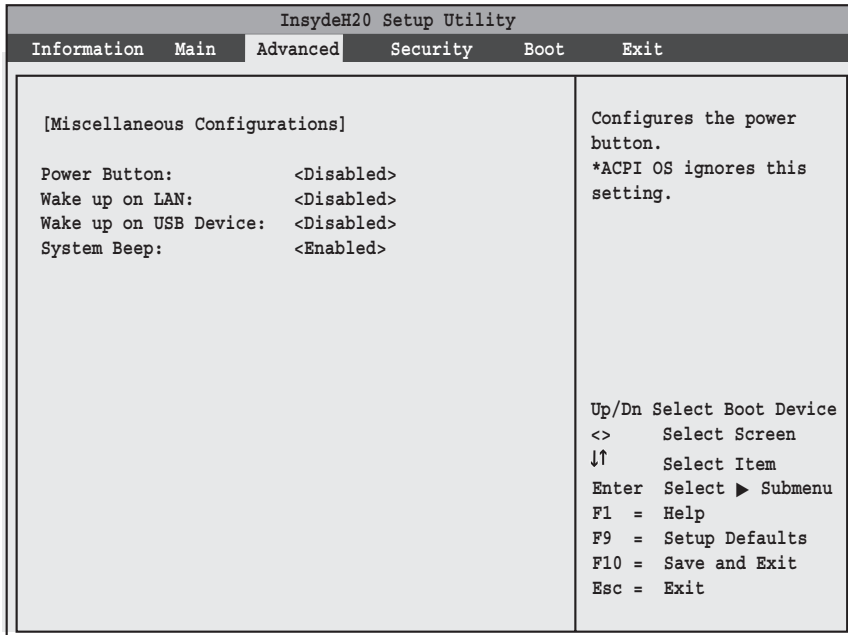 InsydeH20 Setup Utility
Information Main Advanced Security Boot Exit
[Miscellaneous Configurations]
Power Button: <Disabled>
Wake up on LAN: <Disabled>
Wake up on USB Device: <Disabled>
System Beep: <Enabled>
Configures the power
button.
*ACPI OS ignores this
setting.
Up/Dn Select Boot Device
<> Select Screen
↓↑ Select Item
Enter Select ▶ Submenu
F1 = Help
F9 = Setup Defaults
F10 = Save and Exit
Esc = Exit